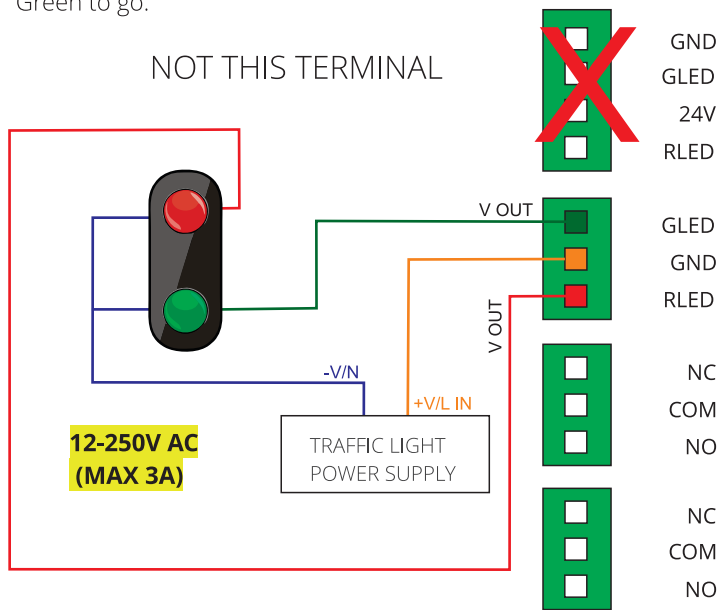 Green to go.
NOT THIS TERMINAL
GND
GLED
24V
RLED
V OUT
GLED
GND
RLED
V OUT
-V/N
+V/L IN
12-250V AC
(MAX 3A)
TRAFFIC LIGHT
POWER SUPPLY
NC
COM
NO
NC
COM
NO